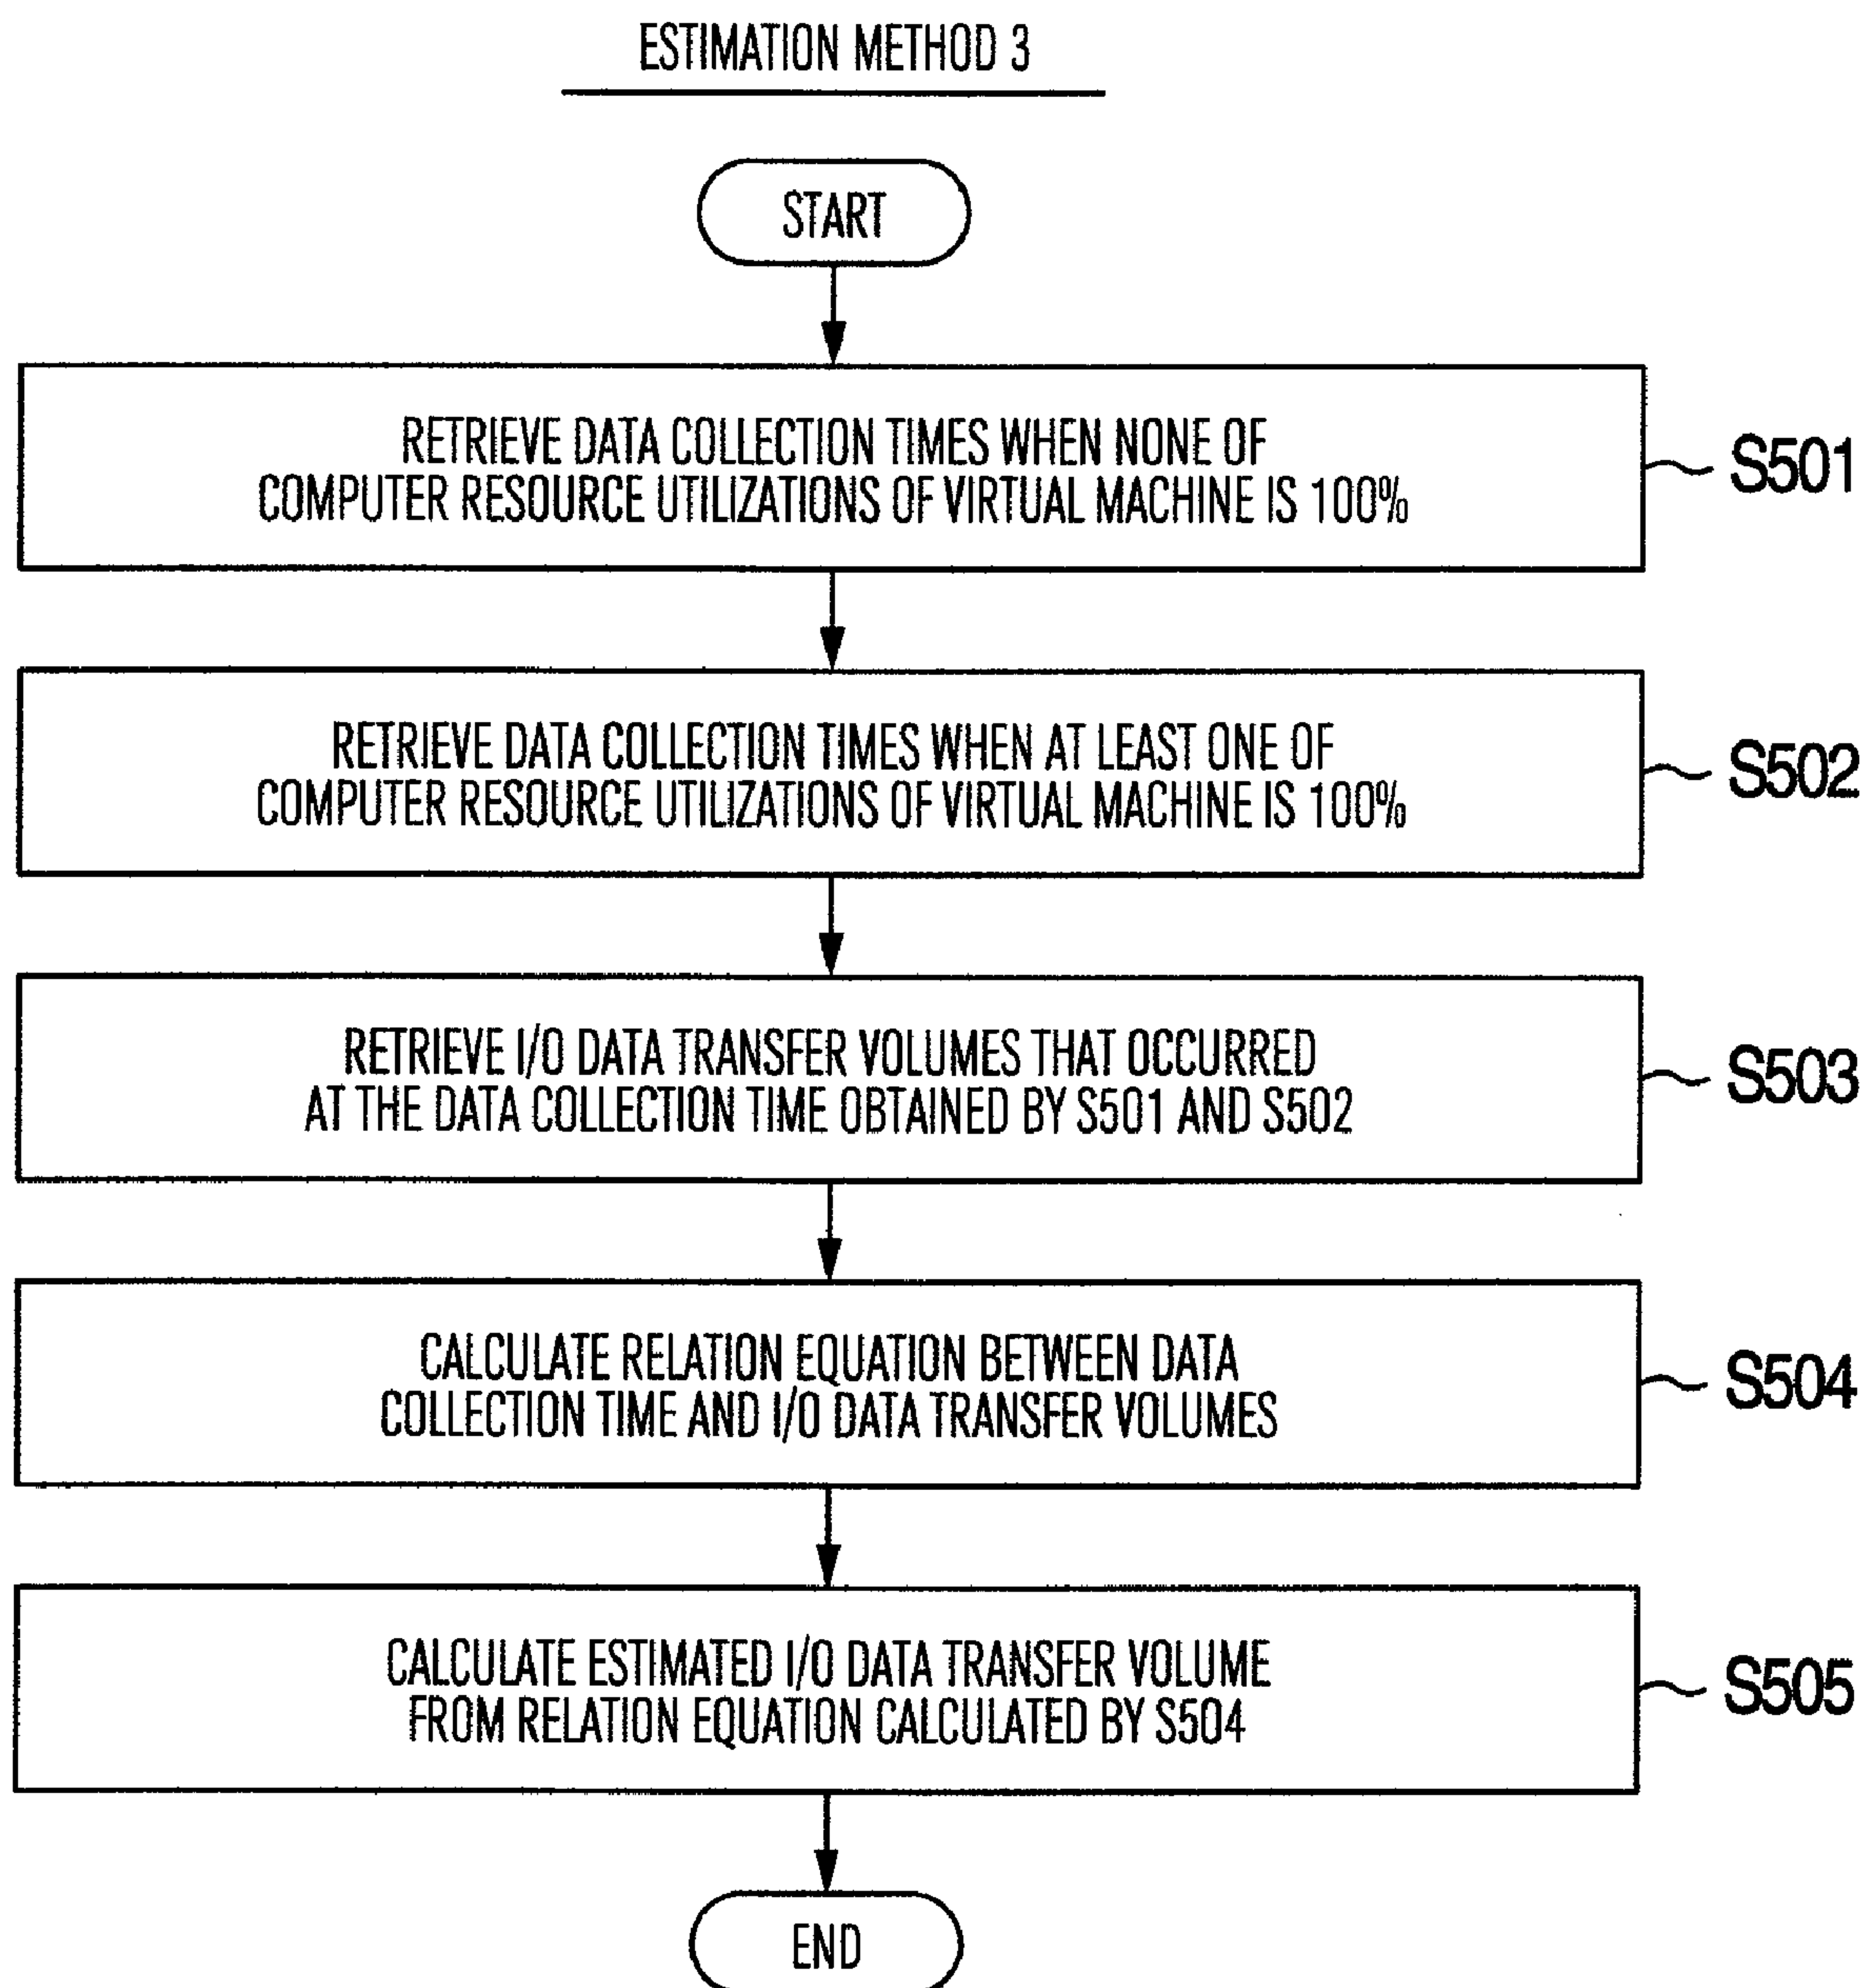 ESTIMATION METHOD 3
START
RETRIEVE DATA COLLECTION TIMES WHEN NONE OF
COMPUTER RESOURCE UTILIZATIONS OF VIRTUAL MACHINE IS 100%
S501
RETRIEVE DATA COLLECTION TIMES WHEN AT LEAST ONE OF
COMPUTER RESOURCE UTILIZATIONS OF VIRTUAL MACHINE IS 100%
S502
RETRIEVE I/O DATA TRANSFER VOLUMES THAT OCCURRED
AT THE DATA COLLECTION TIME OBTAINED BY S501 AND S502
S503
CALCULATE RELATION EQUATION BETWEEN DATA
COLLECTION TIME AND I/O DATA TRANSFER VOLUMES
S504
CALCULATE ESTIMATED I/O DATA TRANSFER VOLUME
FROM RELATION EQUATION CALCULATED BY S504
S505
END